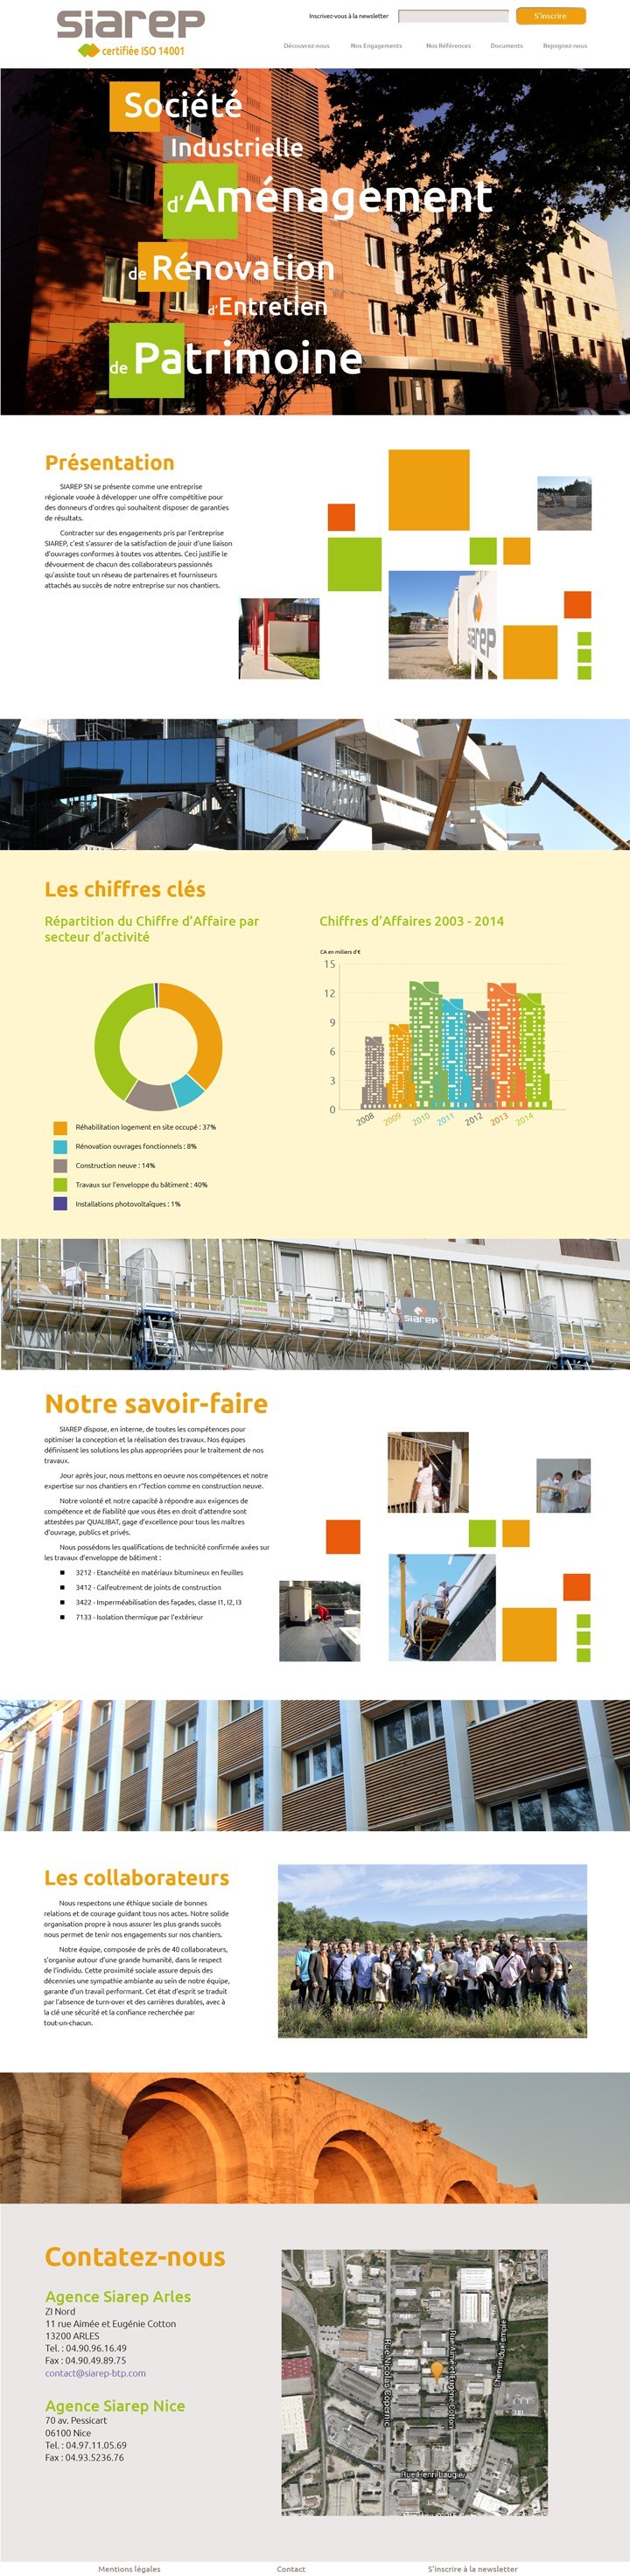 siarep
certifiée ISO 14001
Inscrivez-vous à la newsletter
S'inscrire
Découvrez-nous Nos Engagements Nos Références Documents Rejoignez-nous
Société
Industrielle
d'Aménagement
de Rénovation
d'Entretien
de Patrimoine
Présentation
SIAREP SN se présente comme une entreprise
régionale vouée à développer une offre compétitive pour
des donneurs d'ordres qui souhaitent disposer de garanties
de résultats.
Contracter sur des engagements pris par l'entreprise
SIAREP, c'est s'assurer de la satisfaction de jouir d'une liaison
d'ouvrages conformes à toutes vos attentes. Ceci justifie le
dévouement de chacun des collaborateurs passionnés
qu'assiste tout un réseau de partenaires et fournisseurs
attachés au succès de notre entreprise sur nos chantiers.
siarep
Les chiffres clés
Répartition du Chiffre d'Affaire par
secteur d'activité
Réhabilitation logement en site occupé : 37%
Rénovation ouvrages fonctionnels : 8%
Construction neuve : 14%
Travaux sur l'enveloppe du bâtiment : 40%
Installations photovoltaïques : 1%
Chiffres d'Affaires 2003 - 2014
CA en milliers d'€
15
12
9
6
3
0
2008 2009 2010 2011 2012 2013 2014
siarep
Notre savoir-faire
SIAREP dispose, en interne, de toutes les compétences pour
optimiser la conception et la réalisation des travaux. Nos équipes
définissent les solutions les plus appropriées pour le traitement de nos
travaux.
Jour après jour, nous mettons en oeuvre nos compétences et notre
expertise sur nos chantiers en r"fection comme en construction neuve.
Notre volonté et notre capacité à répondre aux exigences de
compétence et de fiabilité que vous êtes en droit d'attendre sont
attestées par QUALIBAT, gage d'excellence pour tous les maîtres
d'ouvrage, publics et privés.
Nous possédons les qualifications de technicité confirmée axées sur
les travaux d'enveloppe de bâtiment :
3212 - Etanchéité en matériaux bitumineux en feuilles
3412 - Calfeutrement de joints de construction
3422 - Imperméabilisation des façades, classe I1, I2, I3
7133 - Isolation thermique par l'extérieur
Les collaborateurs
Nous respectons une éthique sociale de bonnes
relations et de courage guidant tous nos actes. Notre solide
organisation propre à nous assurer les plus grands succès
nous permet de tenir nos engagements sur nos chantiers.
Notre équipe, composée de près de 40 collaborateurs,
s'organise autour d'une grande humanité, dans le respect
de l'individu. Cette proximité sociale assure depuis des
décennies une sympathie ambiante au sein de notre équipe,
garante d'un travail performant. Cet état d'esprit se traduit
par l'absence de turn-over et des carrières durables, avec à
la clé une sécurité et la confiance recherchée par
tout-un-chacun.
Contatez-nous
Agence Siarep Arles
ZI Nord
11 rue Aimée et Eugénie Cotton
13200 ARLES
Tel. : 04.90.96.16.49
Fax : 04.90.49.89.75
contact@siarep-btp.com
Agence Siarep Nice
70 av. Pessicart
06100 Nice
Tel. : 04.97.11.05.69
Fax : 04.93.5236.76
Rue Nicolas Copernic
Rue Henri Laugier
Mentions légales Contact S'inscrire à la newsletter